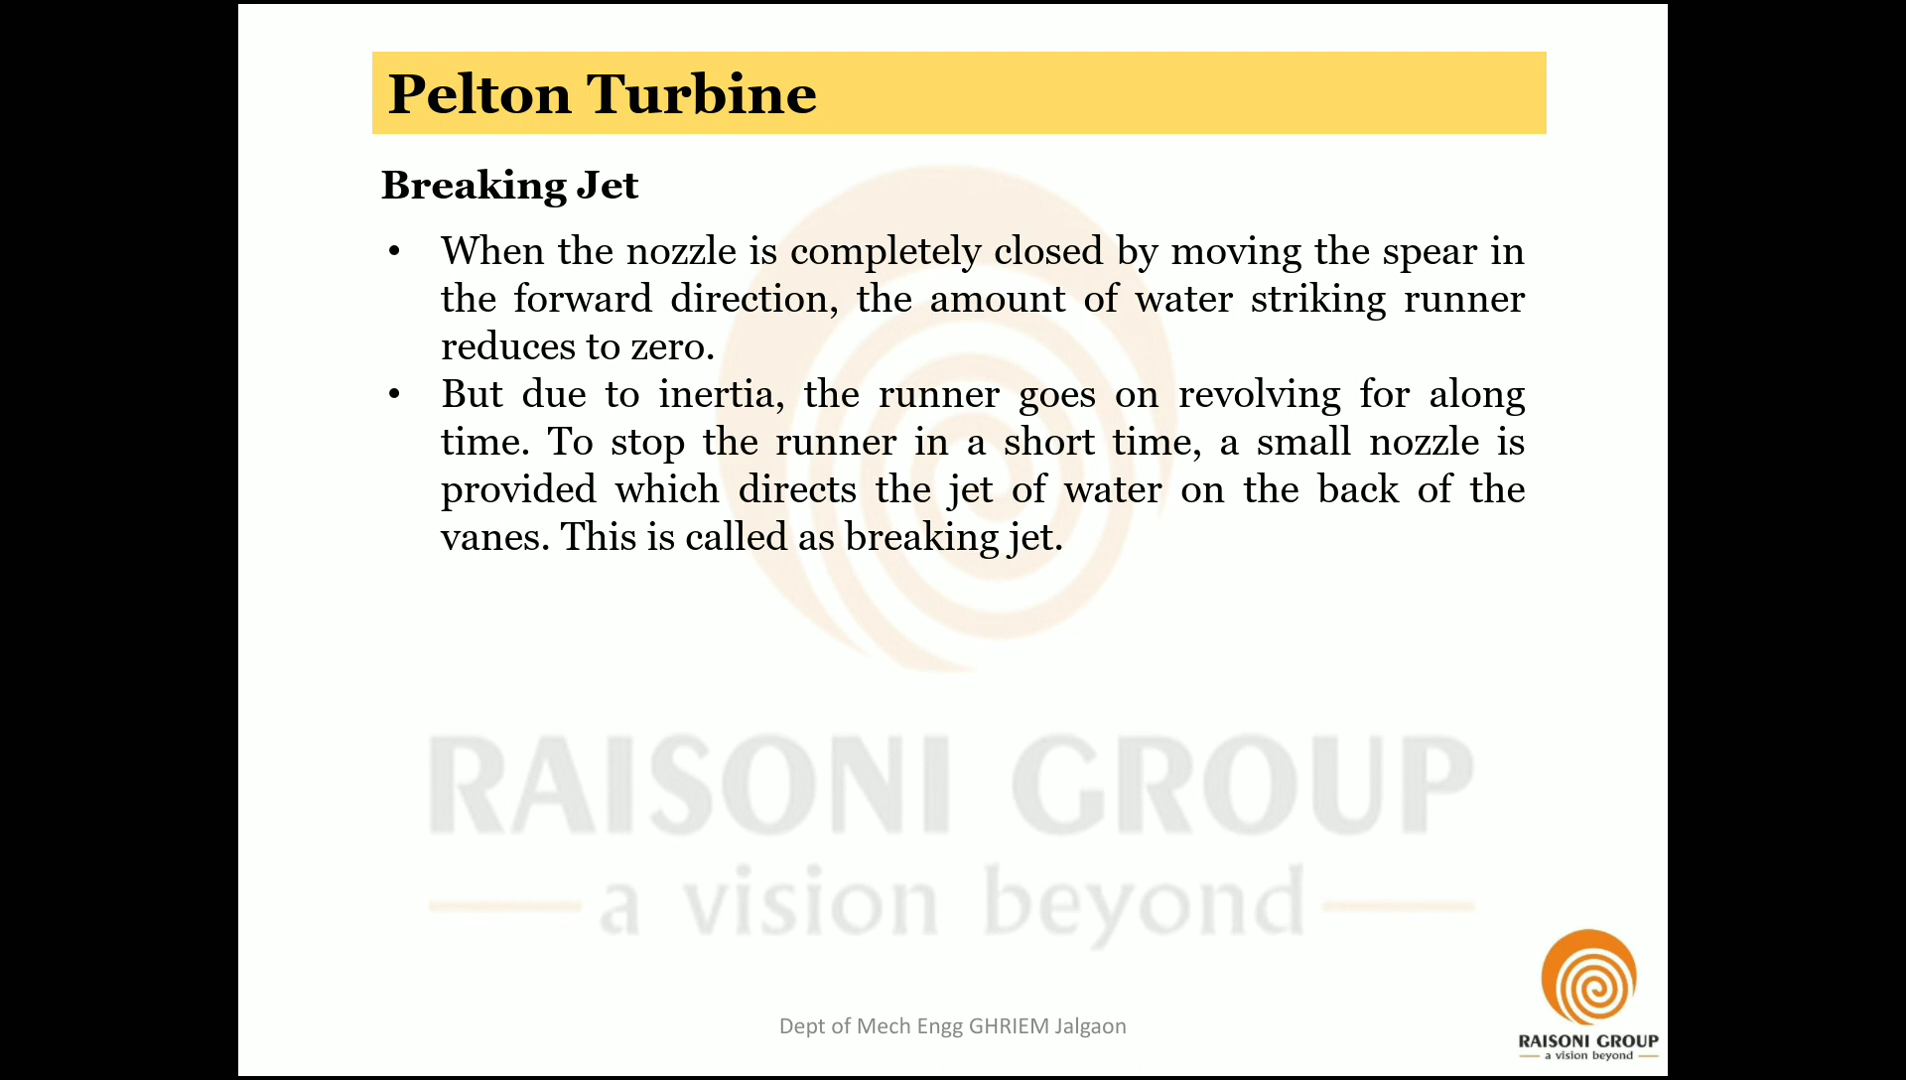 Pelton Turbine
Breaking Jet
• When the nozzle is completely closed by moving the spear in
the forward direction, the amount of water striking runner
reduces to zero.
• But due to inertia, the runner goes on revolving for along
time. To stop the runner in a short time, a small nozzle is
provided which directs the jet of water on the back of the
vanes. This is called as breaking jet.
RAISONI GROUP
a vision beyond
Dept of Mech Engg GHRIEM Jalgaon
RAISONI GROUP
a vision beyond